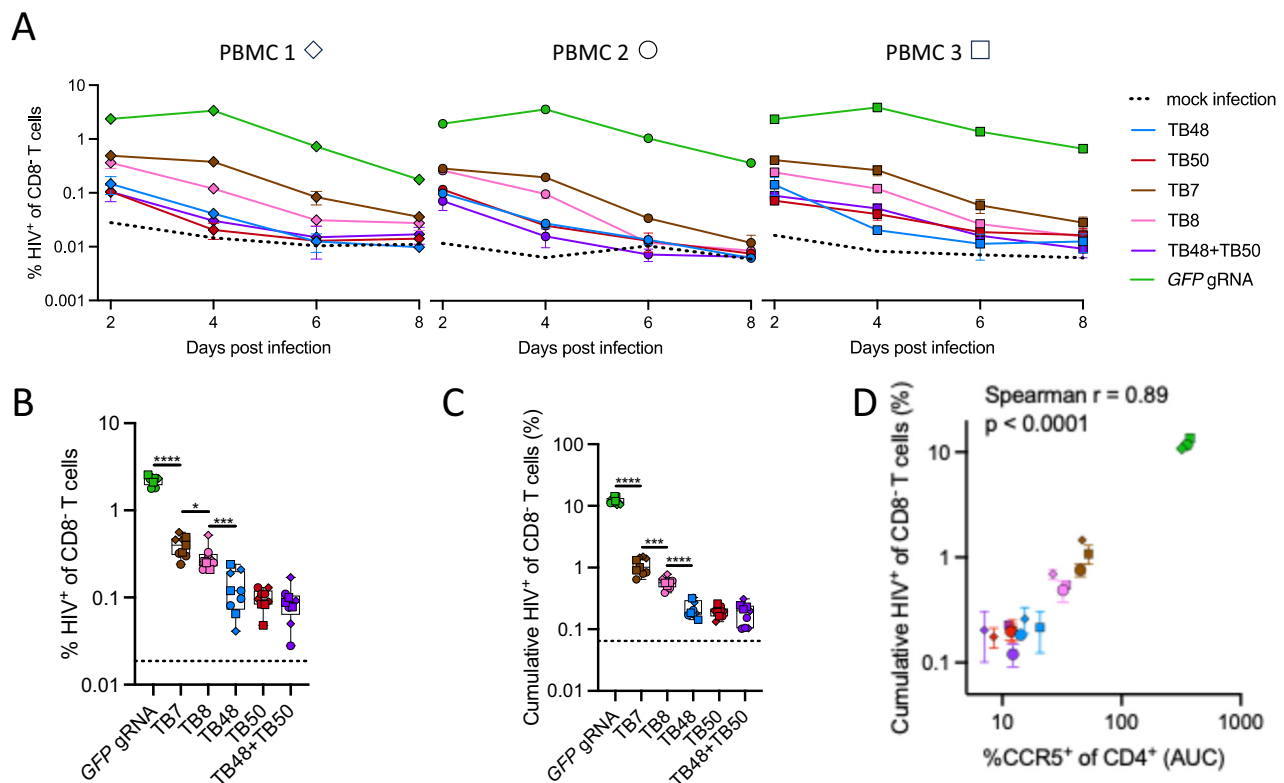 A
PBMC 1
PBMC 2
PBMC 3
% HIV⁺ of CD8⁻ T cells
10
1
0.1
0.01
0.001
2 4 6 8
2 4 6 8
2 4 6 8
Days post infection
Days post infection
Days post infection
mock infection
TB48
TB50
TB7
TB8
TB48+TB50
GFP gRNA
B
% HIV⁺ of CD8⁻ T cells
10
1
0.1
0.01
****
*
***
GFP gRNA
TB7
TB8
TB48
TB50
TB48+TB50
C
Cumulative HIV⁺ of CD8⁻ T cells (%)
100
10
1
0.1
0.01
****
***
****
GFP gRNA
TB7
TB8
TB48
TB50
TB48+TB50
D
Spearman r = 0.89
p < 0.0001
Cumulative HIV⁺ of CD8⁻ T cells (%)
10
1
0.1
10 100 1000
%CCR5⁺ of CD4⁺ (AUC)